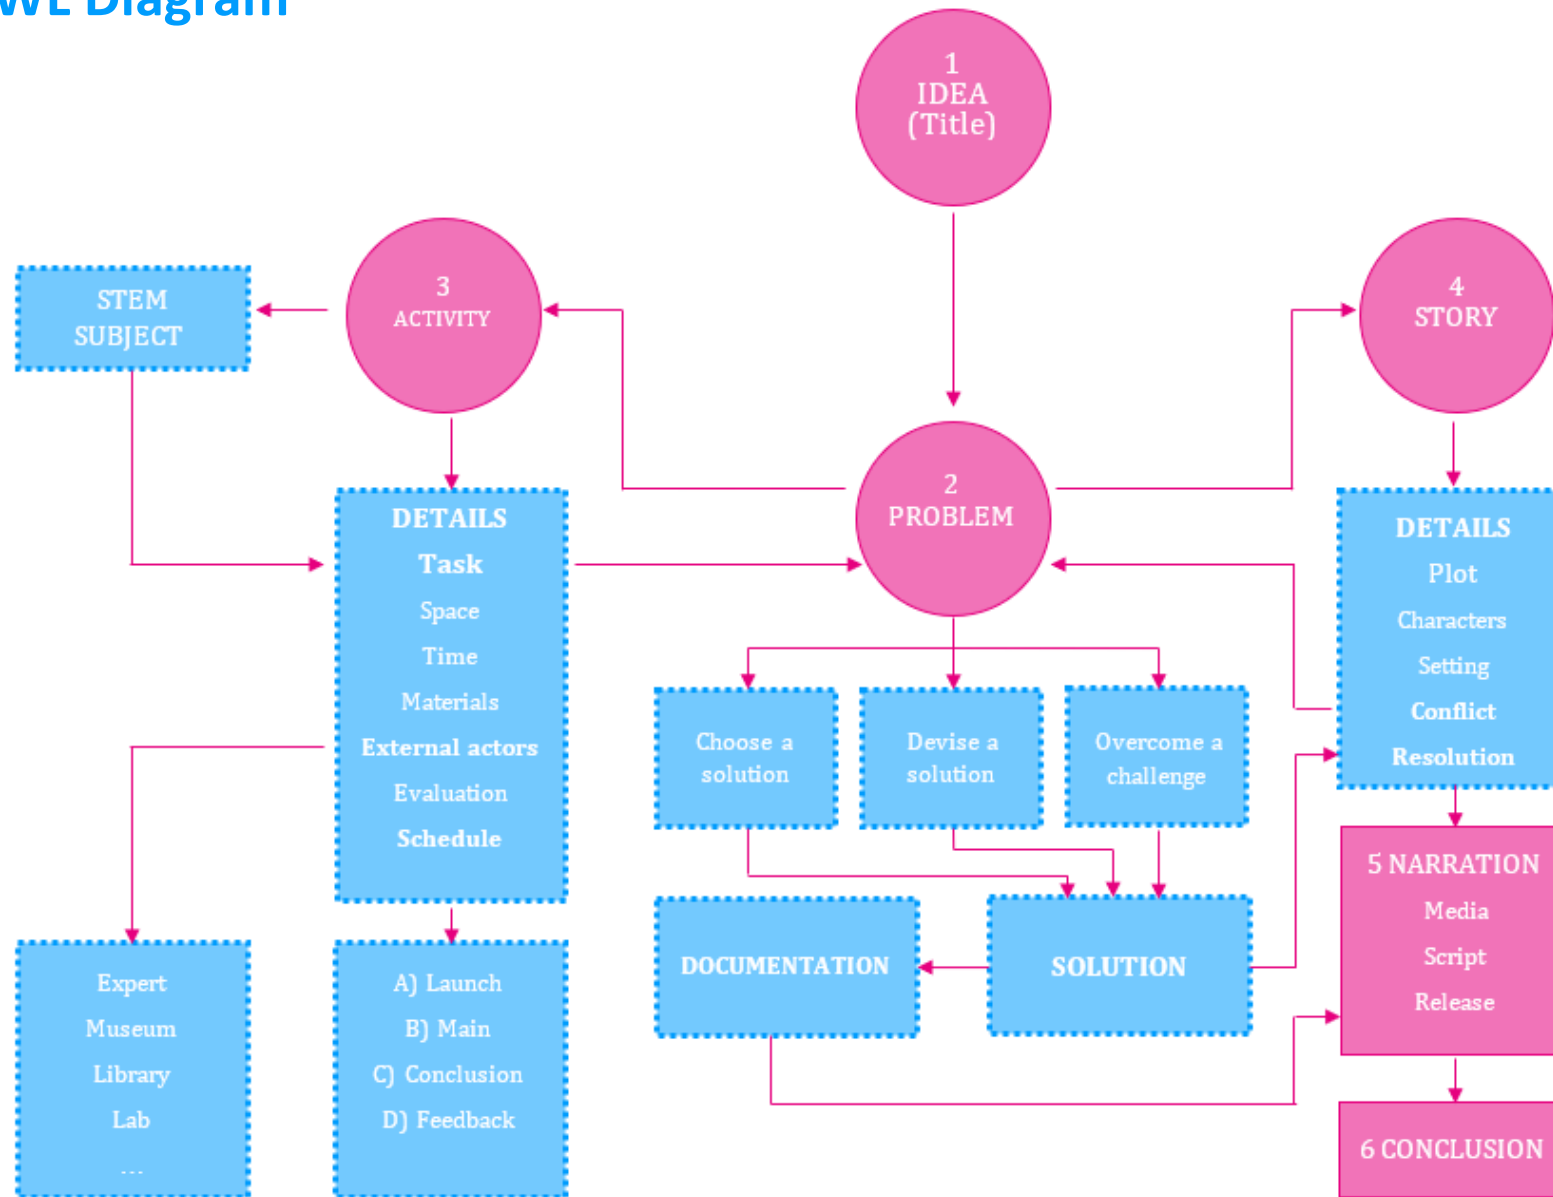 WL Diagram
1
IDEA
(Title)
3
ACTIVITY
4
STORY
STEM
SUBJECT
2
PROBLEM
DETAILS
Task
Space
Time
Materials
External actors
Evaluation
Schedule
DETAILS
Plot
Characters
Setting
Conflict
Resolution
Choose a
solution
Devise a
solution
Overcome a
challenge
5 NARRATION
Media
Script
Release
DOCUMENTATION
SOLUTION
Expert
Museum
Library
Lab
...
A) Launch
B) Main
C) Conclusion
D) Feedback
6 CONCLUSION